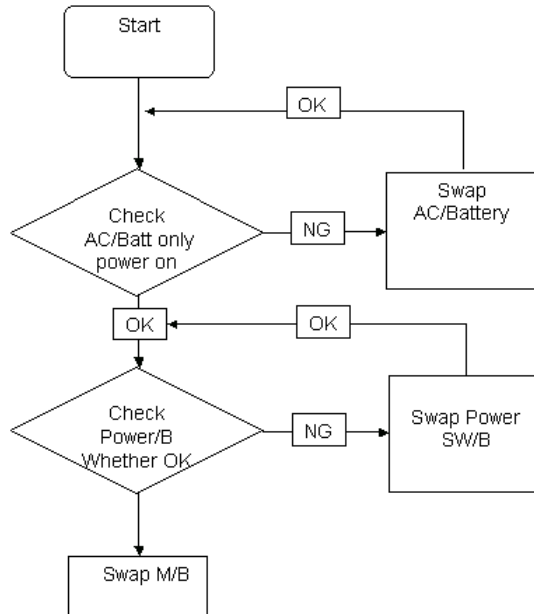 Start
OK
Check
AC/Batt only
power on
NG
Swap
AC/Battery
OK
OK
Check
Power/B
Whether OK
NG
Swap Power
SW/B
Swap M/B